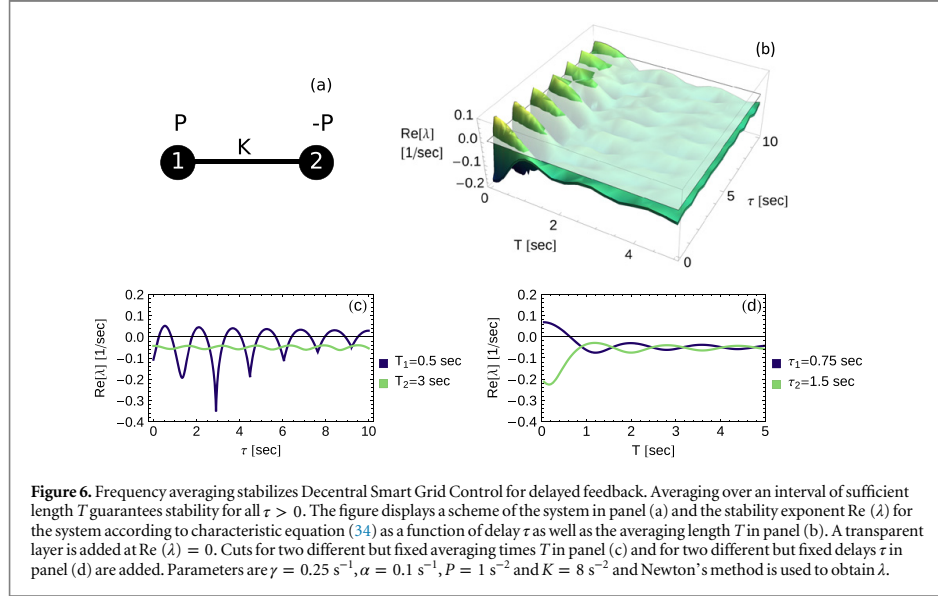 (a)
P
-P
K
1
2
(b)
0.1
Re[λ]
0.0
[1/sec]
−0.1
−0.2
0
2
4
T [sec]
0
5
10
τ [sec]
(c)
0.2
0.1
0.0
−0.1
−0.2
−0.3
−0.4
Re[λ] [1/sec]
0 2 4 6 8 10
τ [sec]
T₁=0.5 sec
T₂=3 sec
(d)
0.2
0.1
0.0
−0.1
−0.2
−0.3
−0.4
Re[λ] [1/sec]
0 1 2 3 4 5
T [sec]
τ₁=0.75 sec
τ₂=1.5 sec
Figure 6. Frequency averaging stabilizes Decentral Smart Grid Control for delayed feedback. Averaging over an interval of sufficient
length T guarantees stability for all τ > 0. The figure displays a scheme of the system in panel (a) and the stability exponent Re (λ) for
the system according to characteristic equation (34) as a function of delay τ as well as the averaging length T in panel (b). A transparent
layer is added at Re (λ) = 0. Cuts for two different but fixed averaging times T in panel (c) and for two different but fixed delays τ in
panel (d) are added. Parameters are γ = 0.25 s⁻¹, α = 0.1 s⁻¹, P = 1 s⁻² and K = 8 s⁻² and Newton's method is used to obtain λ.